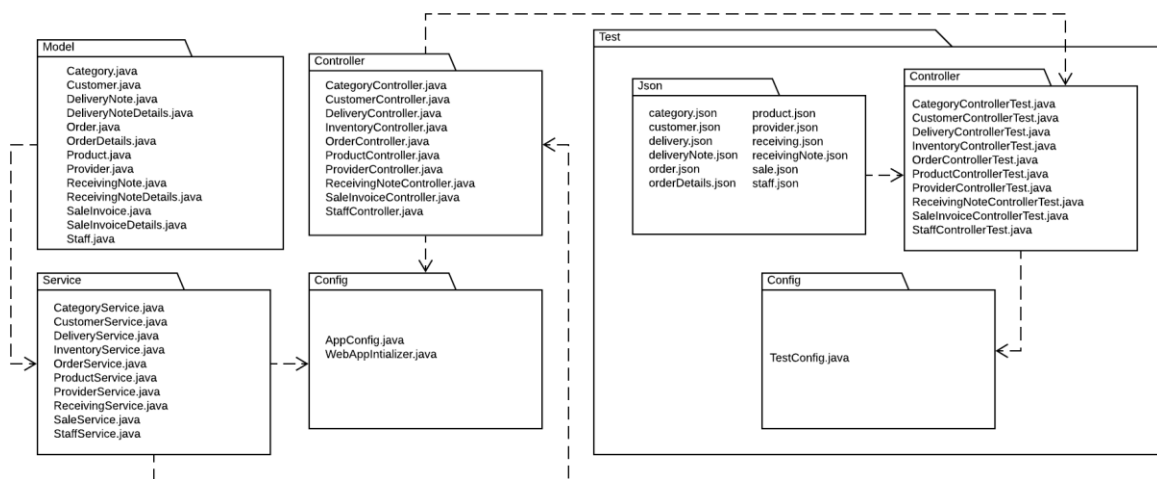 Model
Category.java
Customer.java
DeliveryNote.java
DeliveryNoteDetails.java
Order.java
OrderDetails.java
Product.java
Provider.java
ReceivingNote.java
ReceivingNoteDetails.java
SaleInvoice.java
SaleInvoiceDetails.java
Staff.java
Controller
CategoryController.java
CustomerController.java
DeliveryController.java
InventoryController.java
OrderController.java
ProductController.java
ProviderController.java
ReceivingNoteController.java
SaleInvoiceController.java
StaffController.java
Service
CategoryService.java
CustomerService.java
DeliveryService.java
InventoryService.java
OrderService.java
ProductService.java
ProviderService.java
ReceivingService.java
SaleService.java
StaffService.java
Config
AppConfig.java
WebAppIntializer.java
Test
Json
category.json product.json
customer.json provider.json
delivery.json receiving.json
deliveryNote.json receivingNote.json
order.json sale.json
orderDetails.json staff.json
Controller
CategoryControllerTest.java
CustomerControllerTest.java
DeliveryControllerTest.java
InventoryControllerTest.java
OrderControllerTest.java
ProductControllerTest.java
ProviderControllerTest.java
ReceivingNoteControllerTest.java
SaleInvoiceControllerTest.java
StaffControllerTest.java
Config
TestConfig.java